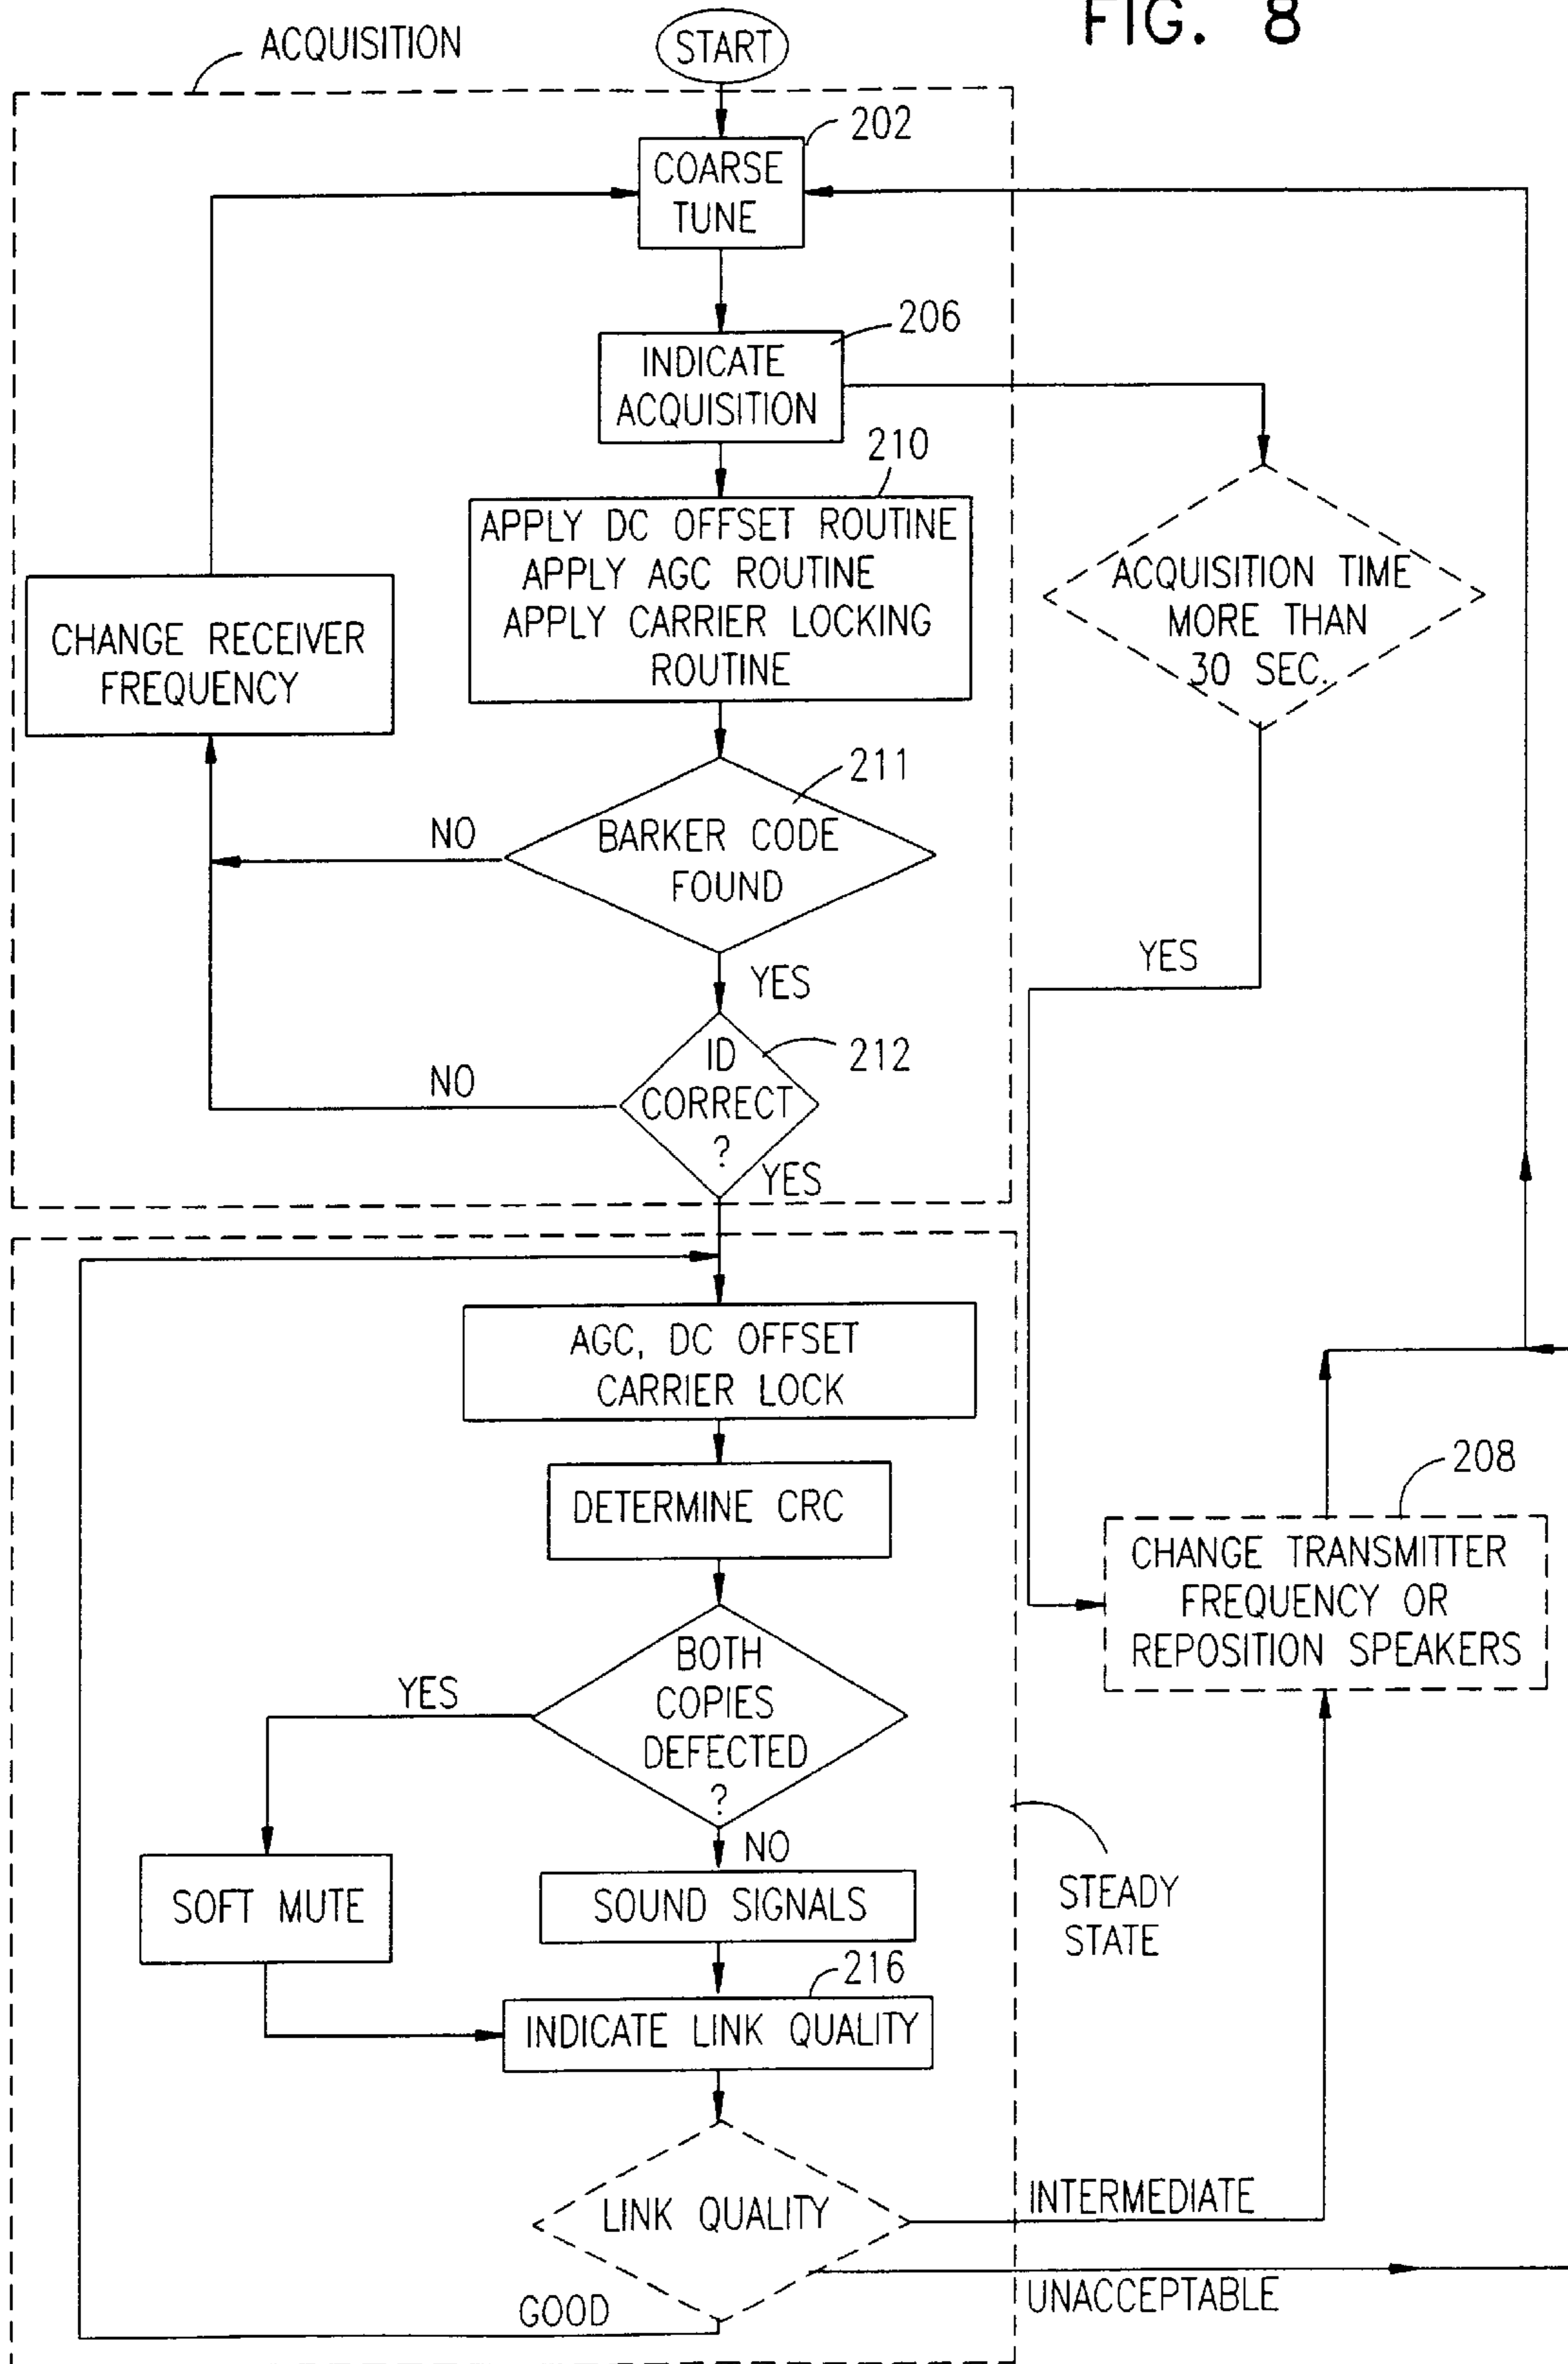 FIG. 8
ACQUISITION
START
202
COARSE
TUNE
206
INDICATE
ACQUISITION
210
APPLY DC OFFSET ROUTINE
APPLY AGC ROUTINE
APPLY CARRIER LOCKING
ROUTINE
ACQUISITION TIME
MORE THAN
30 SEC.
CHANGE RECEIVER
FREQUENCY
211
NO
BARKER CODE
FOUND
YES
YES
212
ID
CORRECT
?
NO
YES
AGC, DC OFFSET
CARRIER LOCK
208
DETERMINE CRC
CHANGE TRANSMITTER
FREQUENCY OR
REPOSITION SPEAKERS
BOTH
COPIES
DEFECTED
?
YES
NO
SOFT MUTE
SOUND SIGNALS
STEADY
STATE
216
INDICATE LINK QUALITY
LINK QUALITY
INTERMEDIATE
UNACCEPTABLE
GOOD